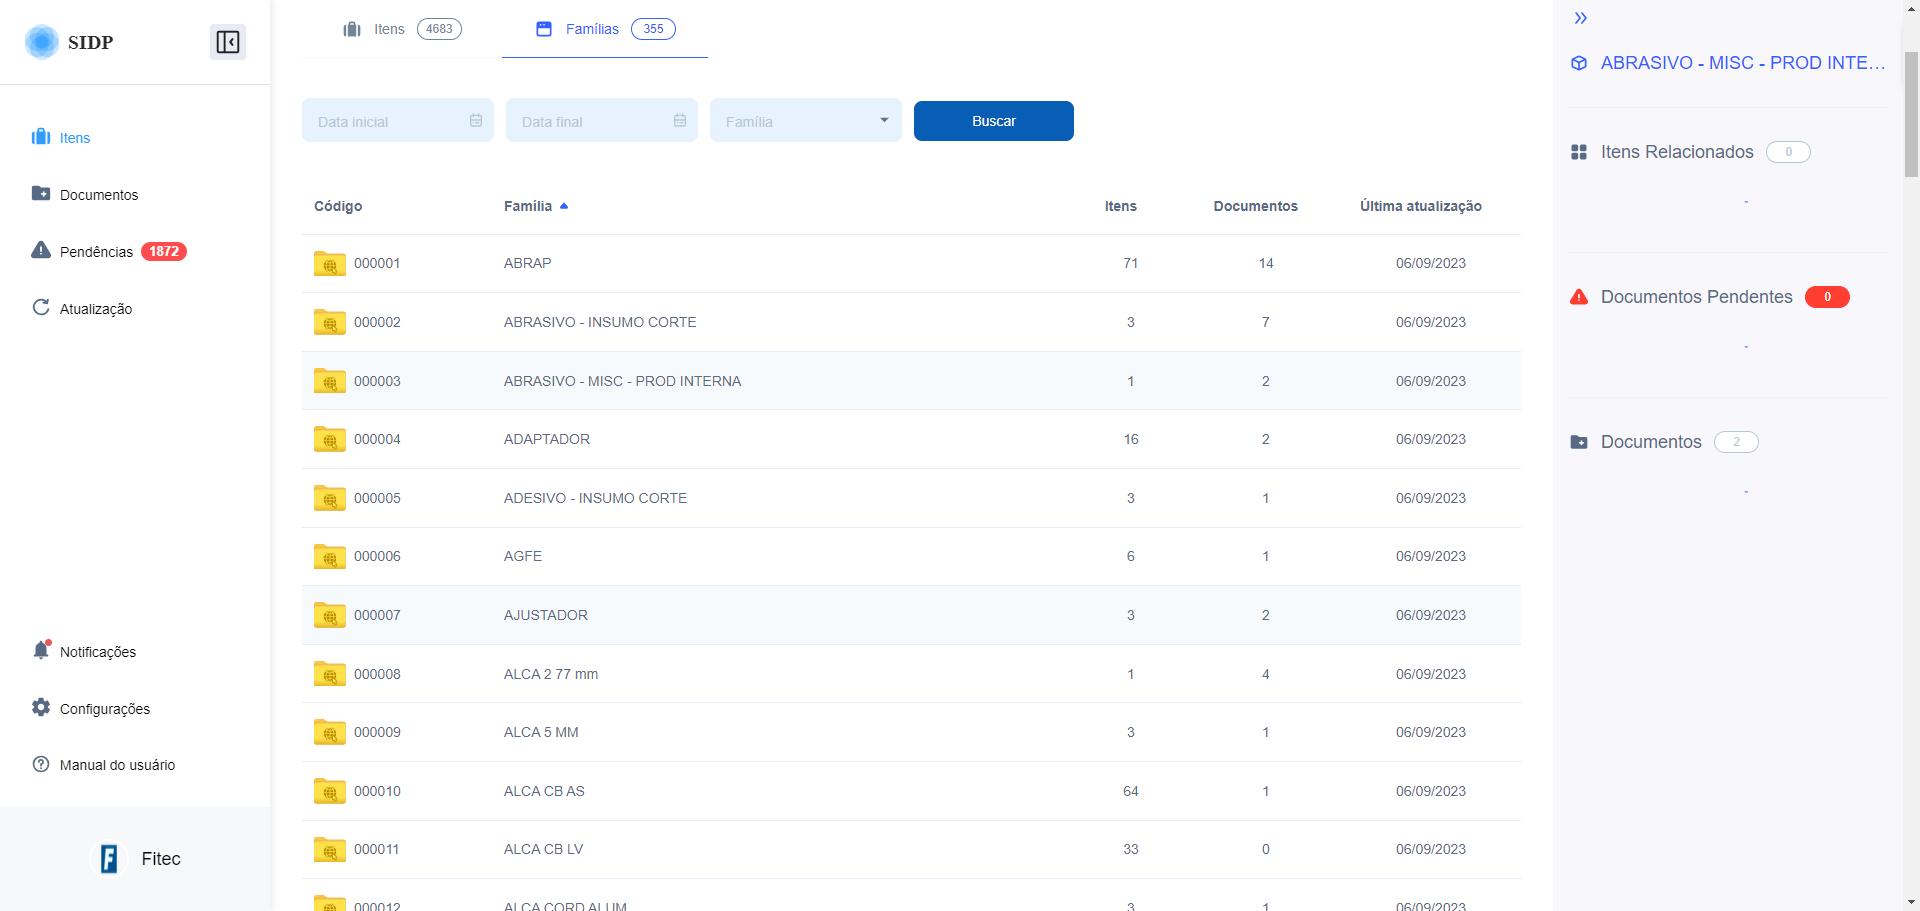 SIDP
Itens
Documentos
Pendências 1872
Atualização
Notificações
Configurações
Manual do usuário
Fitec
Itens 4683 Famílias 355
Data inicial Data final Família Buscar
Código Família Itens Documentos Última atualização
000001 ABRAP 71 14 06/09/2023
000002 ABRASIVO - INSUMO CORTE 3 7 06/09/2023
000003 ABRASIVO - MISC - PROD INTERNA 1 2 06/09/2023
000004 ADAPTADOR 16 2 06/09/2023
000005 ADESIVO - INSUMO CORTE 3 1 06/09/2023
000006 AGFE 6 1 06/09/2023
000007 AJUSTADOR 3 2 06/09/2023
000008 ALCA 2 77 mm 1 4 06/09/2023
000009 ALCA 5 MM 3 1 06/09/2023
000010 ALCA CB AS 64 1 06/09/2023
000011 ALCA CB LV 33 0 06/09/2023
000012 ALCA CORD ALUM 3 1 06/09/2023
ABRASIVO - MISC - PROD INTE...
Itens Relacionados 0
-
Documentos Pendentes 0
-
Documentos 2
-